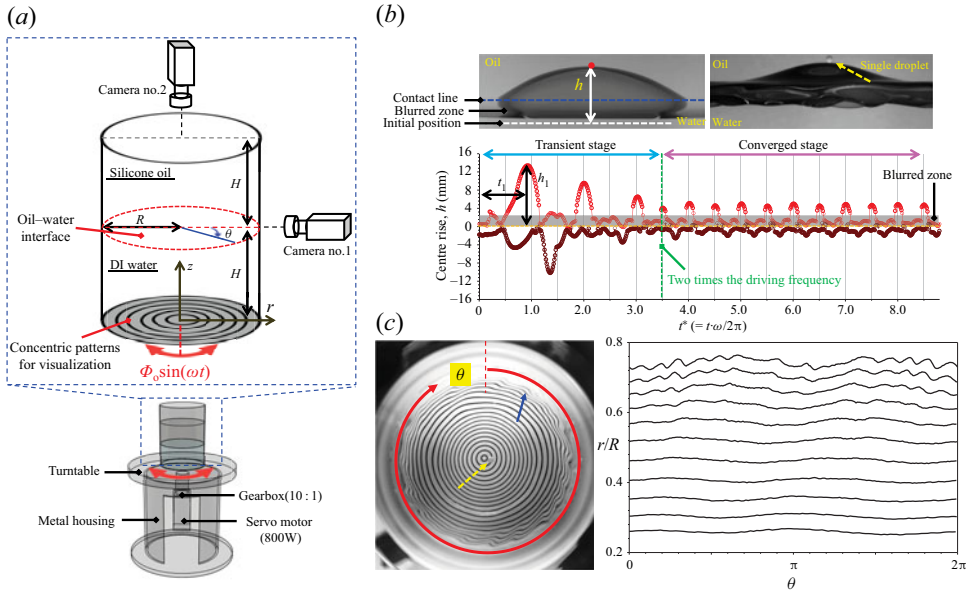 (a)
Camera no.2
Silicone oil
H
R
Oil–water
interface
θ
Camera no.1
DI water
z
H
r
Concentric patterns
for visualization
Φₒsin(ωt)
Turntable
Gearbox(10 : 1)
Metal housing
Servo motor
(800W)
(b)
Oil
h
Contact line
Blurred zone
Initial position
Water
Oil
Single droplet
Water
Transient stage
Converged stage
16
12
8
4
0
−4
−8
−12
−16
Centre rise, h (mm)
t₁
h₁
Blurred zone
Two times the driving frequency
0
1.0
2.0
3.0
4.0
5.0
6.0
7.0
8.0
t* (= t·ω/2π)
(c)
θ
0.8
0.6
r/R
0.4
0.2
0
π
2π
θ